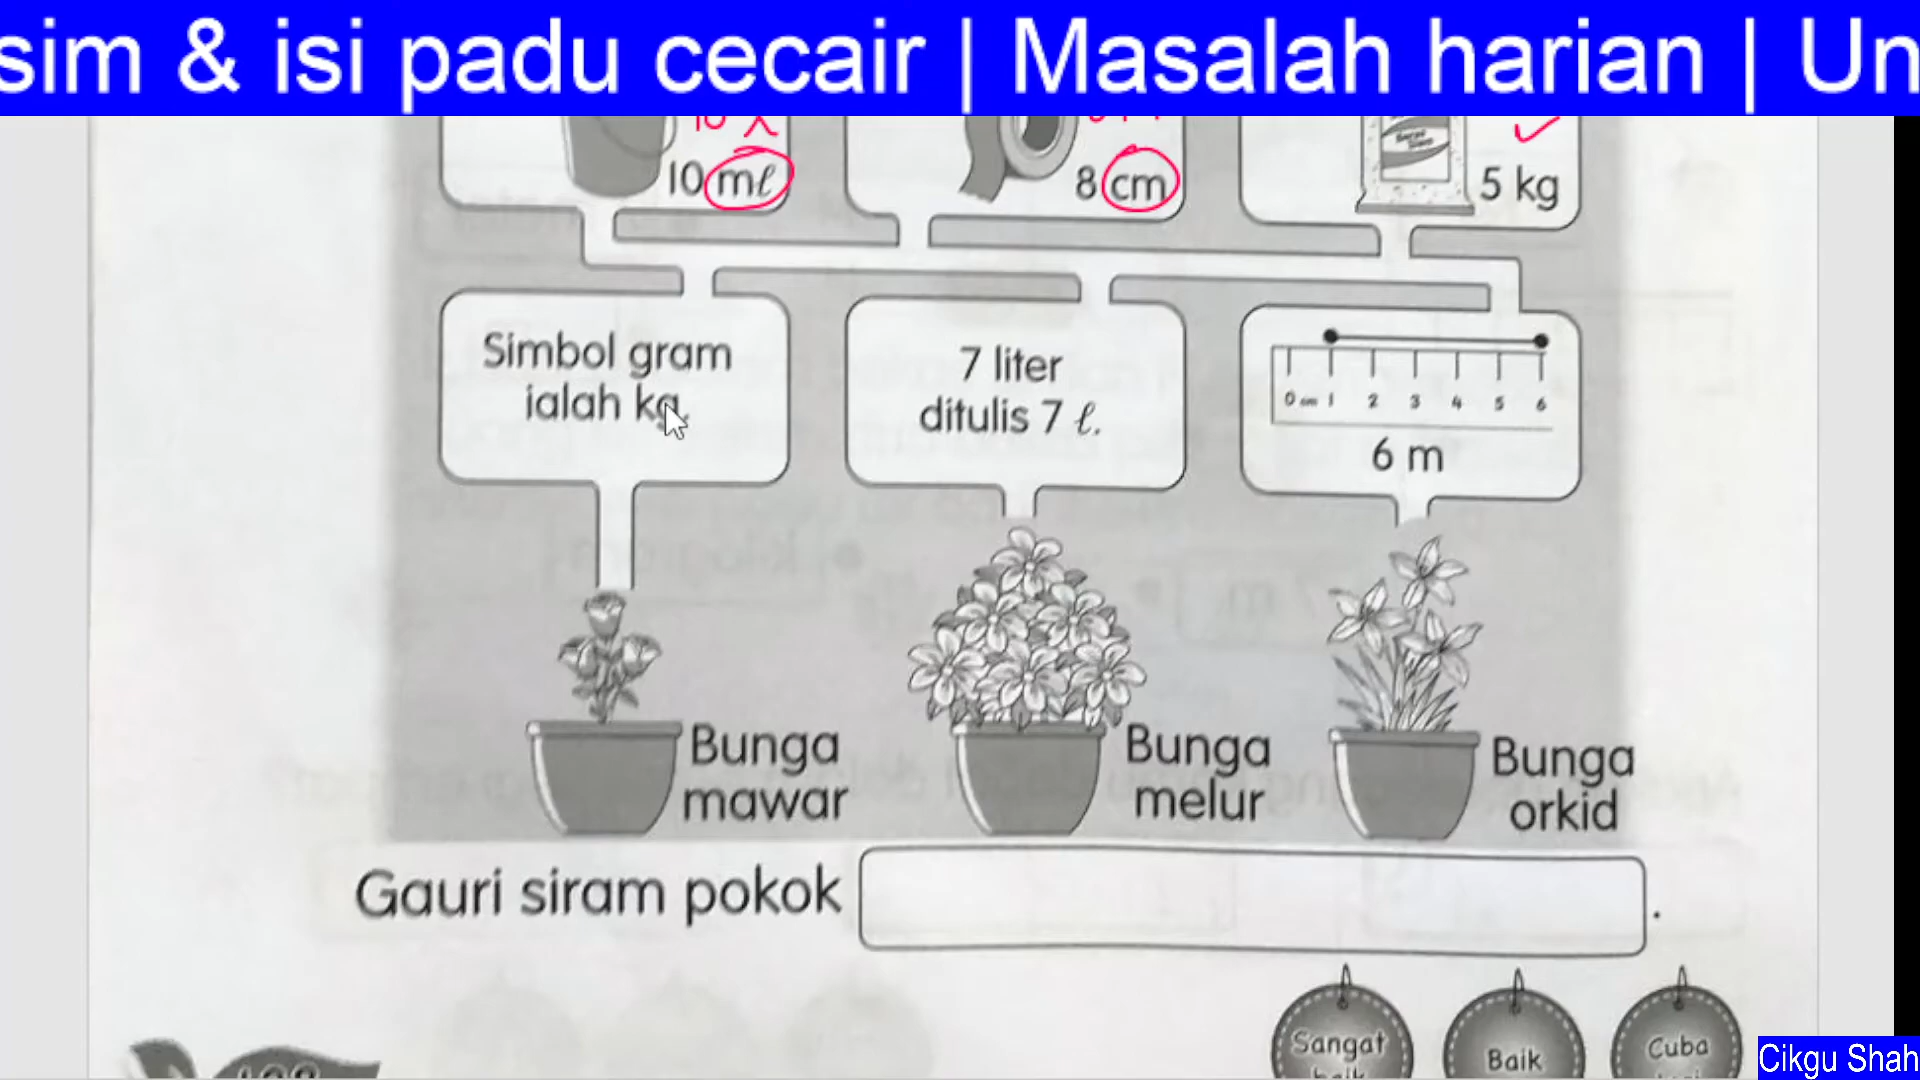 sim & isi padu cecair | Masalah harian | Un
10 mℓ
8 cm
5 kg
Simbol gram
ialah kg.
7 liter
ditulis 7 ℓ.
0 cm 1 2 3 4 5 6
6 m
Bunga
mawar
Bunga
melur
Bunga
orkid
Gauri siram pokok .
Sangat
baik
Baik
Cuba
Cikgu Shah